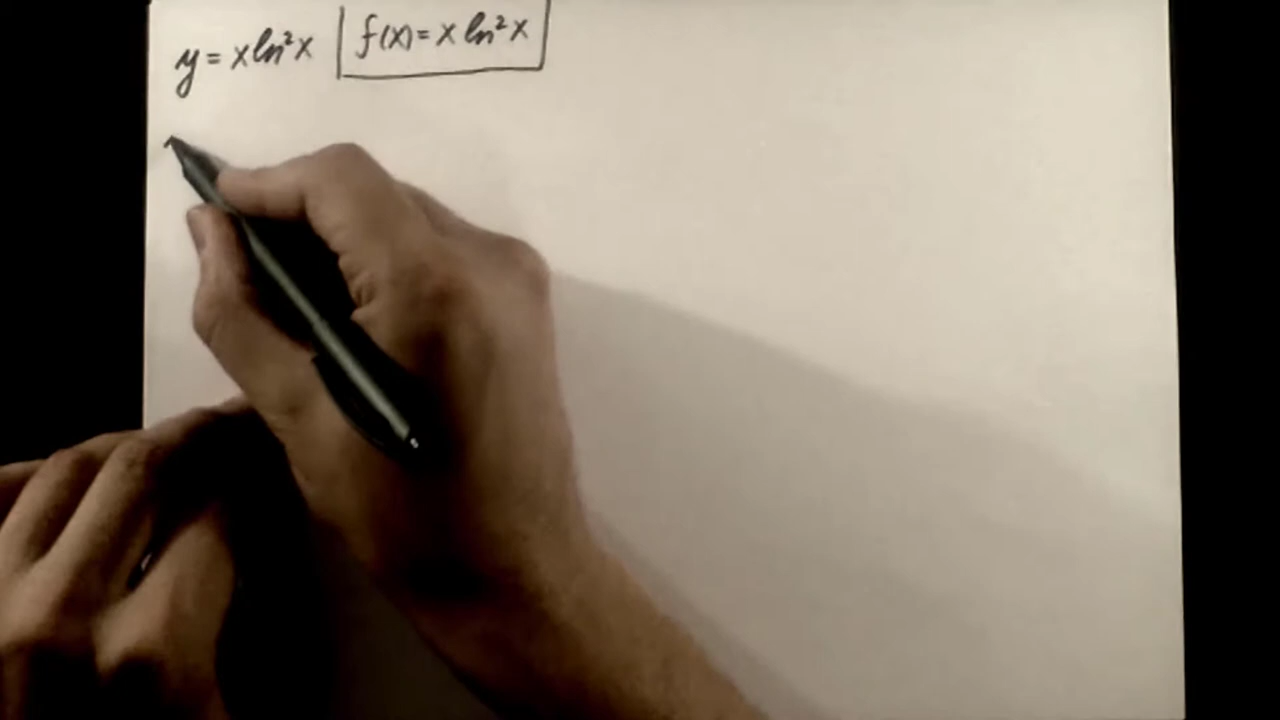 y = x ln²x | f(x) = x ln²x